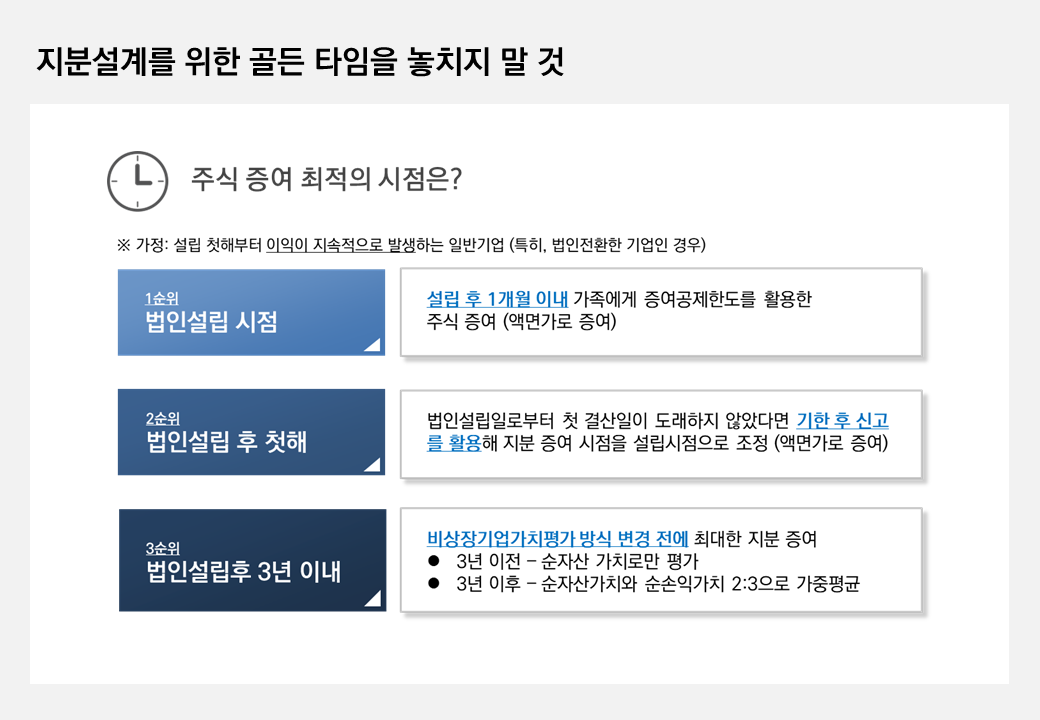 지분설계를 위한 골든 타임을 놓치지 말 것
주식 증여 최적의 시점은?
※ 가정: 설립 첫해부터 이익이 지속적으로 발생하는 일반기업 (특히, 법인전환한 기업인 경우)
1순위
법인설립 시점
설립 후 1개월 이내 가족에게 증여공제한도를 활용한
주식 증여 (액면가로 증여)
2순위
법인설립 후 첫해
법인설립일로부터 첫 결산일이 도래하지 않았다면 기한 후 신고
를 활용해 지분 증여 시점을 설립시점으로 조정 (액면가로 증여)
3순위
법인설립후 3년 이내
비상장기업가치평가 방식 변경 전에 최대한 지분 증여
● 3년 이전 – 순자산 가치로만 평가
● 3년 이후 – 순자산가치와 순손익가치 2:3으로 가중평균